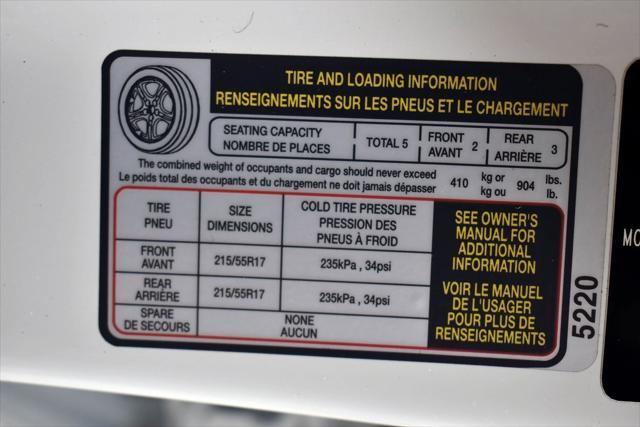 TIRE AND LOADING INFORMATION
RENSEIGNEMENTS SUR LES PNEUS ET LE CHARGEMENT
SEATING CAPACITY
NOMBRE DE PLACES
TOTAL 5
FRONT
AVANT 2
REAR
ARRIÈRE 3
The combined weight of occupants and cargo should never exceed
Le poids total des occupants et du chargement ne doit jamais dépasser
410
kg or
kg ou
904
lbs.
lb.
TIRE
PNEU
SIZE
DIMENSIONS
COLD TIRE PRESSURE
PRESSION DES
PNEUS À FROID
FRONT
AVANT
215/55R17
235kPa , 34psi
REAR
ARRIÈRE
215/55R17
235kPa , 34psi
SPARE
DE SECOURS
NONE
AUCUN
SEE OWNER'S
MANUAL FOR
ADDITIONAL
INFORMATION
VOIR LE MANUEL
DE L'USAGER
POUR PLUS DE
RENSEIGNEMENTS
5220
MO